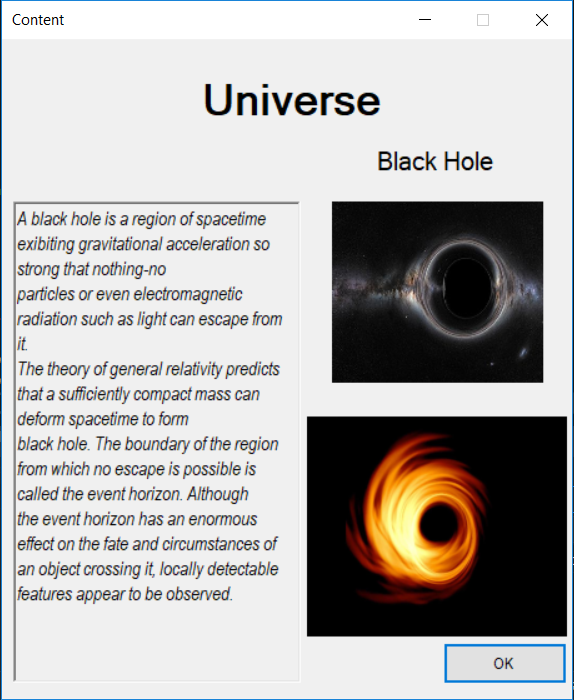 Content
Universe
Black Hole
A black hole is a region of spacetime
exibiting gravitational acceleration so
strong that nothing-no
particles or even electromagnetic
radiation such as light can escape from
it.
The theory of general relativity predicts
that a sufficiently compact mass can
deform spacetime to form
black hole. The boundary of the region
from which no escape is possible is
called the event horizon. Although
the event horizon has an enormous
effect on the fate and circumstances of
an object crossing it, locally detectable
features appear to be observed.
OK